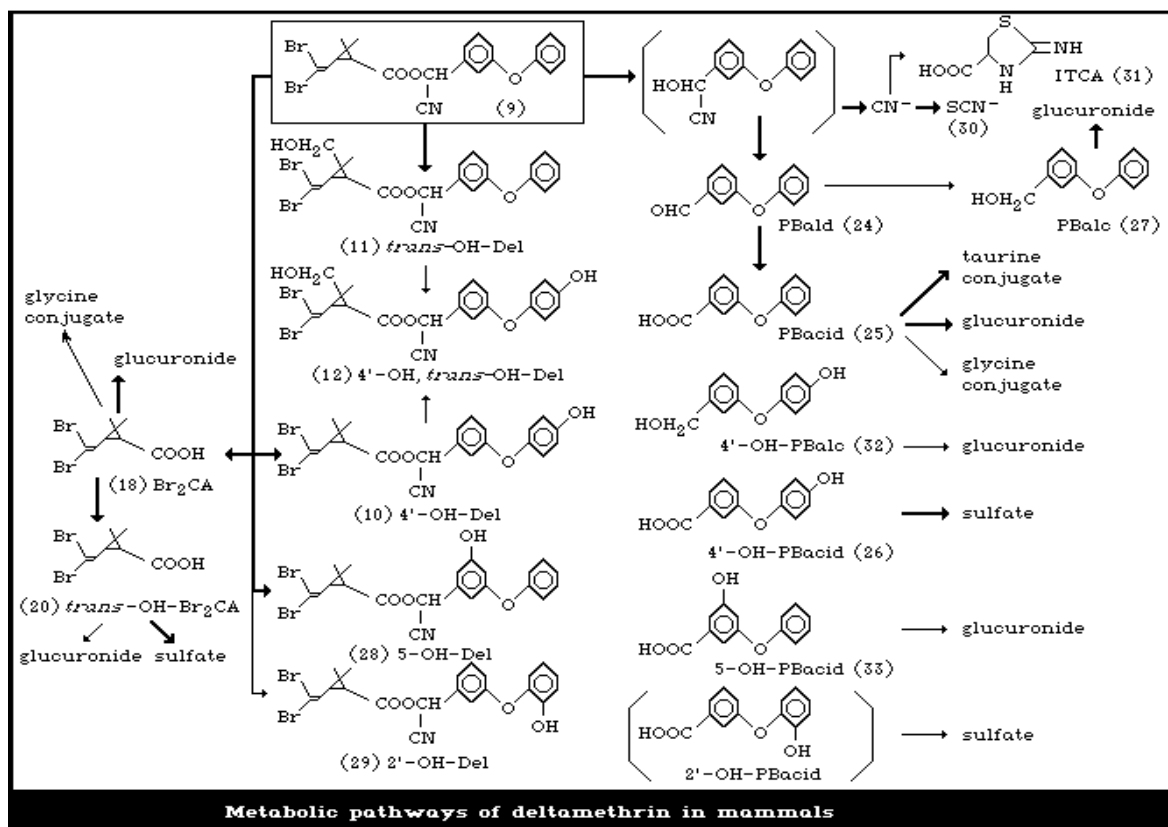 Br
Br
COOCH
CN
O
(9)
HOCH
CN
O
CN⁻
SCN⁻
(30)
S
NH
HOOC
N
H
ITCA (31)
glucuronide
HOH₂C
O
PBalc (27)
HOH₂C
Br
Br
COOCH
CN
O
(11) trans-OH-Del
OHC
O
PBald (24)
HOH₂C
Br
Br
COOCH
CN
O
OH
(12) 4'-OH, trans-OH-Del
HOOC
O
PBacid (25)
taurine
conjugate
glucuronide
glycine
conjugate
glycine
conjugate
glucuronide
Br
Br
COOH
(18) Br₂CA
Br
Br
COOCH
CN
O
OH
(10) 4'-OH-Del
HOH₂C
O
OH
4'-OH-PBalc (32)
glucuronide
HOOC
O
OH
4'-OH-PBacid (26)
sulfate
Br
Br
COOH
(20) trans-OH-Br₂CA
glucuronide sulfate
OH
Br
Br
COOCH
CN
O
(28) 5-OH-Del
OH
HOOC
O
5-OH-PBacid (33)
glucuronide
Br
Br
COOCH
CN
O
OH
(29) 2'-OH-Del
HOOC
O
OH
2'-OH-PBacid
sulfate
Metabolic pathways of deltamethrin in mammals